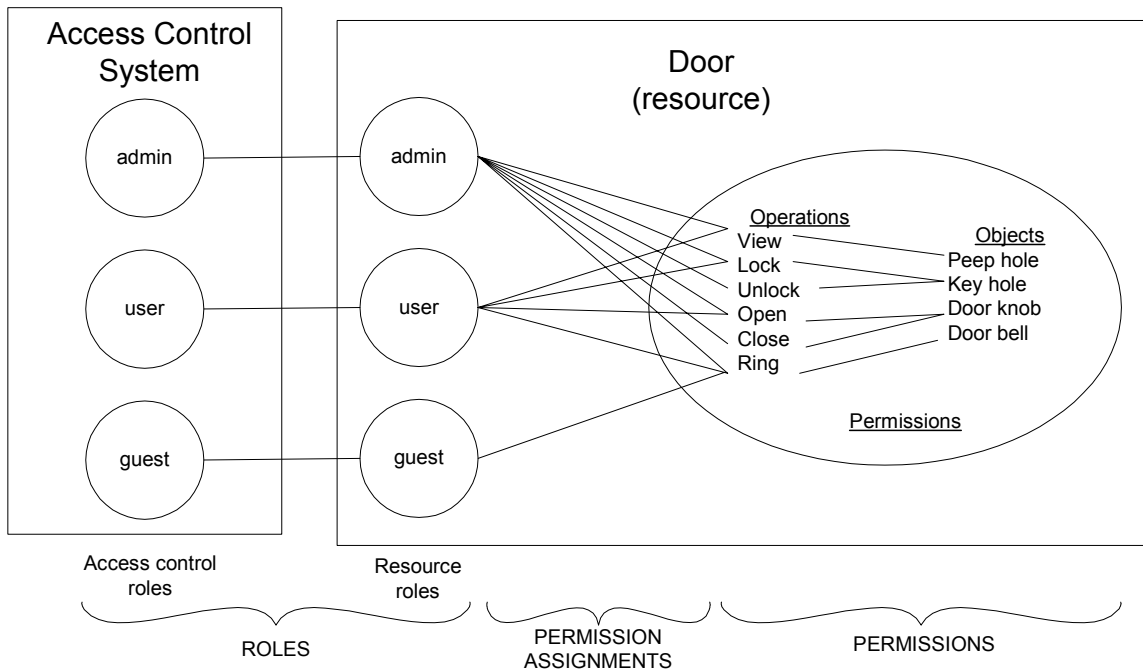 Access Control
System
Door
(resource)
admin
admin
user
user
guest
guest
Operations
View
Lock
Unlock
Open
Close
Ring
Objects
Peep hole
Key hole
Door knob
Door bell
Permissions
Access control
roles
Resource
roles
ROLES
PERMISSION
ASSIGNMENTS
PERMISSIONS